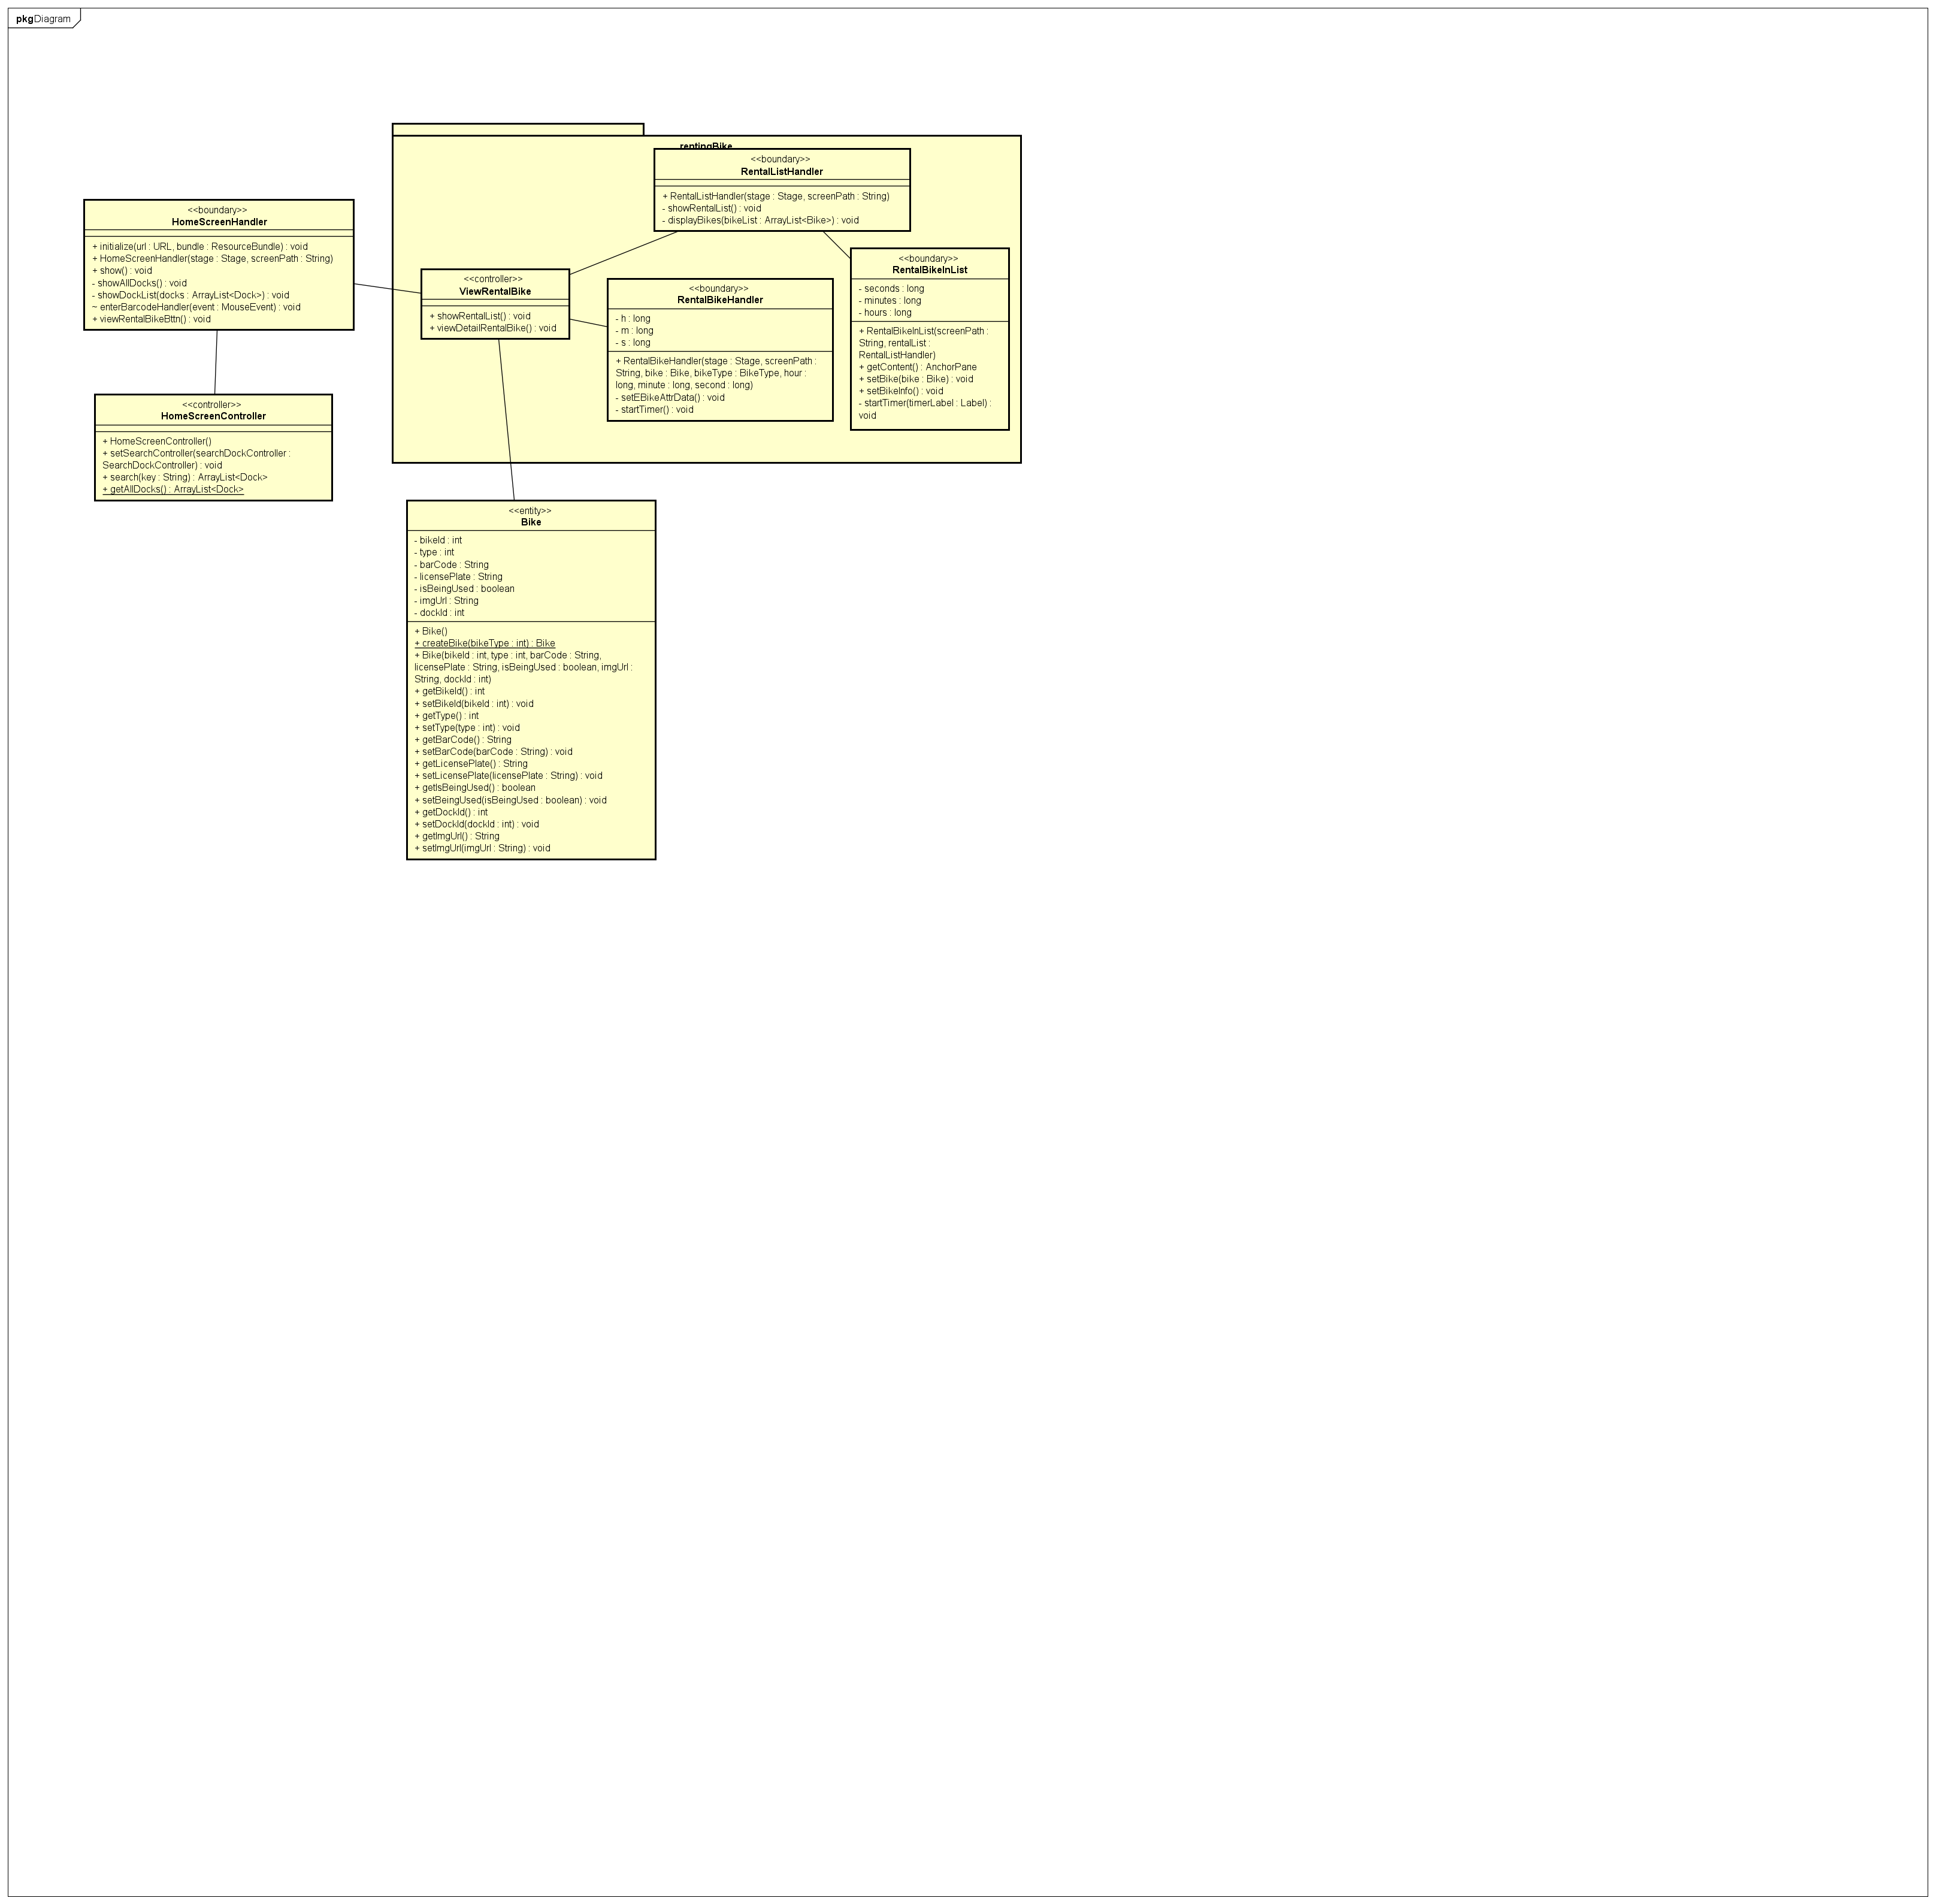 pkg Diagram
rentingBike
<<boundary>>
RentalListHandler
+ RentalListHandler(stage : Stage, screenPath : String)
- showRentalList() : void
- displayBikes(bikeList : ArrayList<Bike>) : void
<<boundary>>
HomeScreenHandler
+ initialize(url : URL, bundle : ResourceBundle) : void
+ HomeScreenHandler(stage : Stage, screenPath : String)
+ show() : void
- showAllDocks() : void
- showDockList(docks : ArrayList<Dock>) : void
~ enterBarcodeHandler(event : MouseEvent) : void
+ viewRentalBikeBttn() : void
<<controller>>
ViewRentalBike
+ showRentalList() : void
+ viewDetailRentalBike() : void
<<boundary>>
RentalBikeHandler
- h : long
- m : long
- s : long
+ RentalBikeHandler(stage : Stage, screenPath :
String, bike : Bike, bikeType : BikeType, hour :
long, minute : long, second : long)
- setEBikeAttrData() : void
- startTimer() : void
<<boundary>>
RentalBikeInList
- seconds : long
- minutes : long
- hours : long
+ RentalBikeInList(screenPath :
String, rentalList :
RentalListHandler)
+ getContent() : AnchorPane
+ setBike(bike : Bike) : void
+ setBikeInfo() : void
- startTimer(timerLabel : Label) :
void
<<controller>>
HomeScreenController
+ HomeScreenController()
+ setSearchController(searchDockController :
SearchDockController) : void
+ search(key : String) : ArrayList<Dock>
+ getAllDocks() : ArrayList<Dock>
<<entity>>
Bike
- bikeId : int
- type : int
- barCode : String
- licensePlate : String
- isBeingUsed : boolean
- imgUrl : String
- dockId : int
+ Bike()
+ createBike(bikeType : int) : Bike
+ Bike(bikeId : int, type : int, barCode : String,
licensePlate : String, isBeingUsed : boolean, imgUrl :
String, dockId : int)
+ getBikeId() : int
+ setBikeId(bikeId : int) : void
+ getType() : int
+ setType(type : int) : void
+ getBarCode() : String
+ setBarCode(barCode : String) : void
+ getLicensePlate() : String
+ setLicensePlate(licensePlate : String) : void
+ getIsBeingUsed() : boolean
+ setBeingUsed(isBeingUsed : boolean) : void
+ getDockId() : int
+ setDockId(dockId : int) : void
+ getImgUrl() : String
+ setImgUrl(imgUrl : String) : void